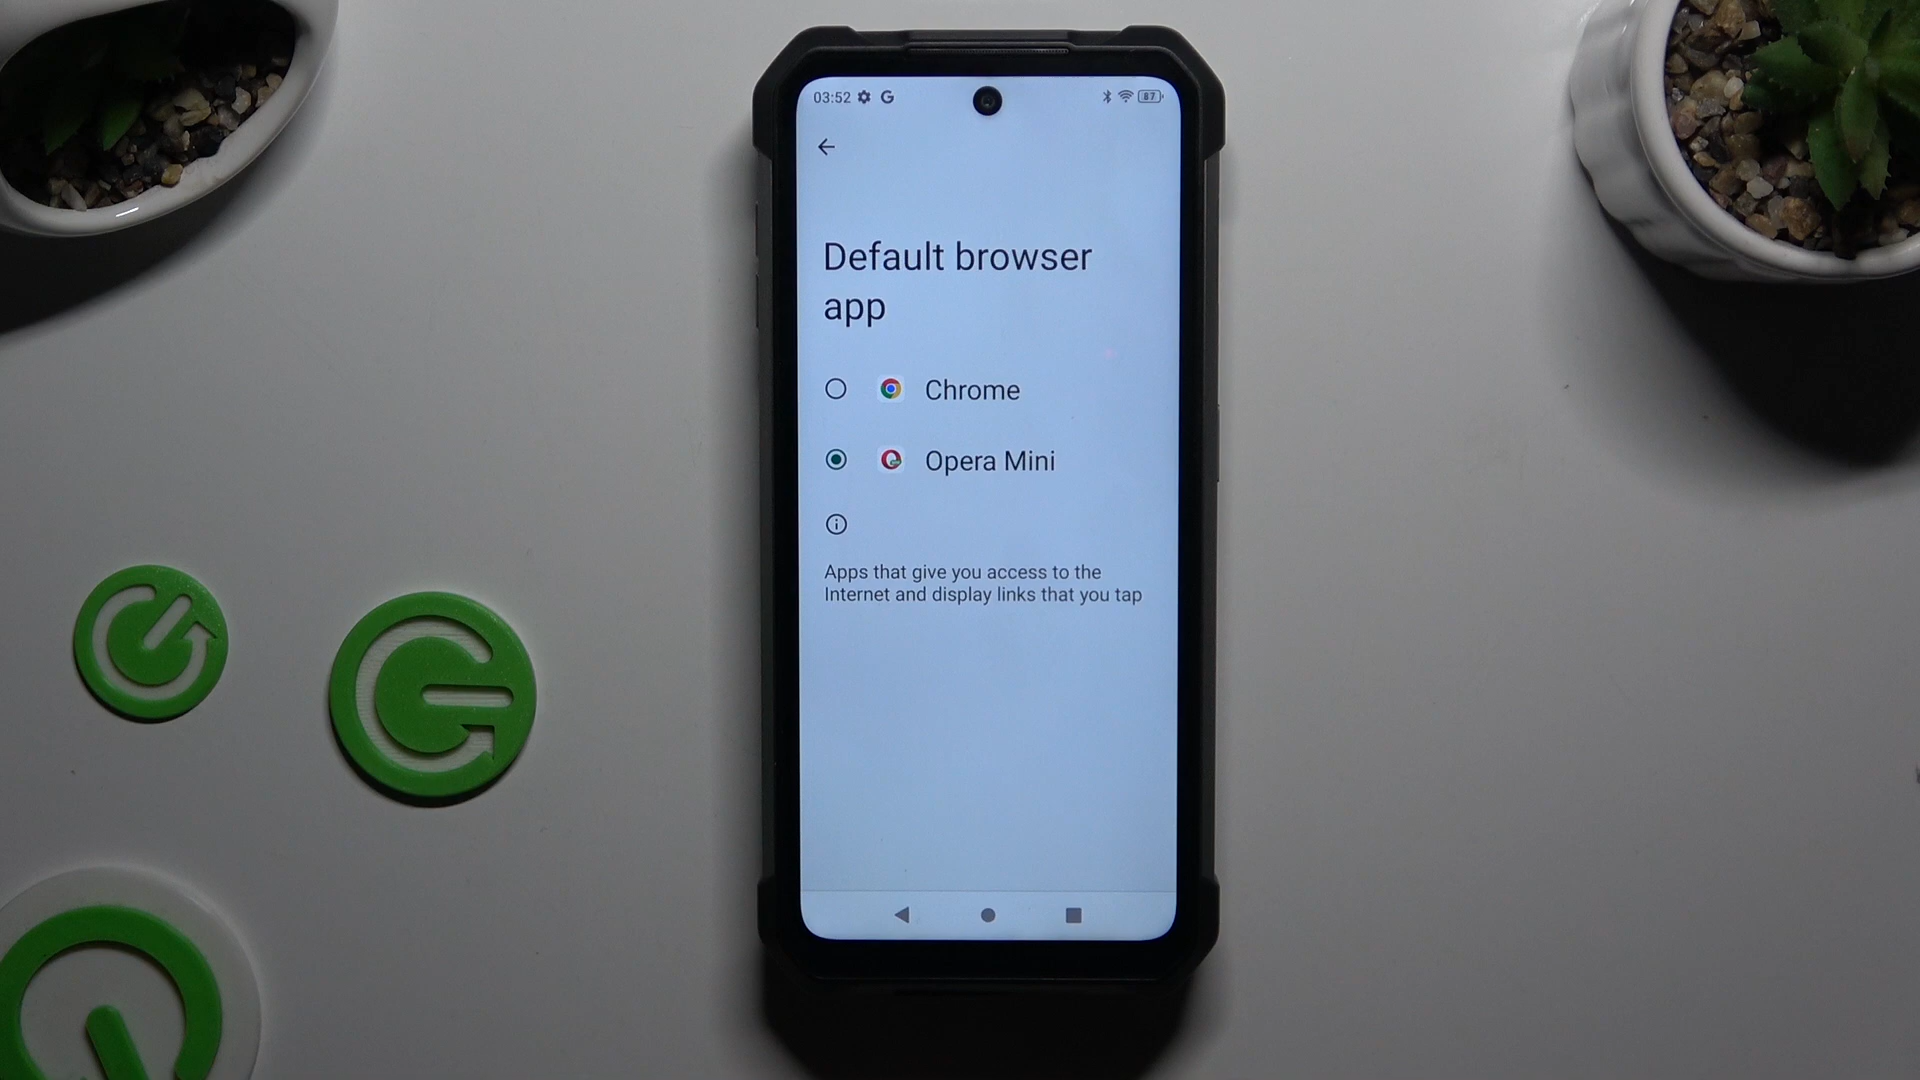 03:52 G 87
Default browser
app
Chrome
Opera Mini
Apps that give you access to the
Internet and display links that you tap